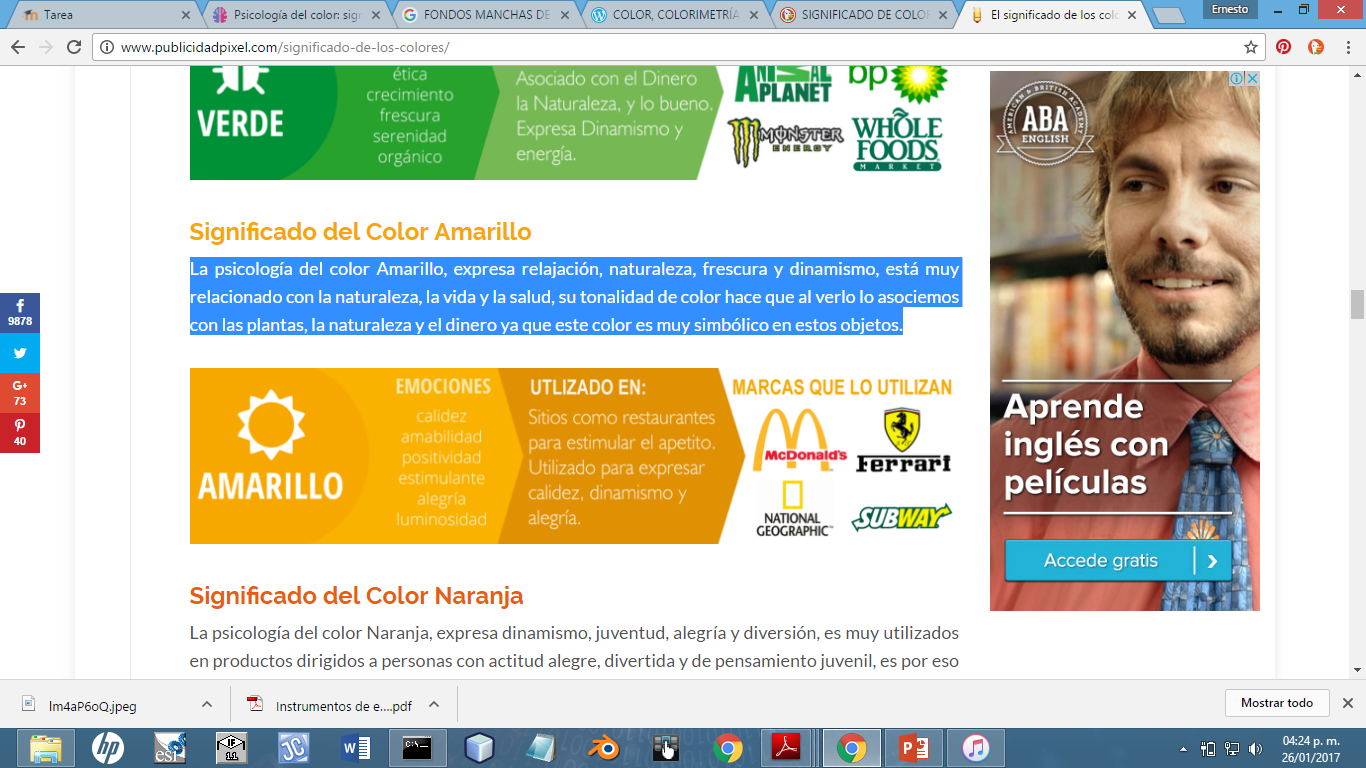 Tarea
Psicología del color: sign
FONDOS MANCHAS DE
COLOR, COLORIMETRÍA
SIGNIFICADO DE COLOR
El significado de los colo
Ernesto
www.publicidadpixel.com/significado-de-los-colores/
VERDE
ética
crecimiento
frescura
serenidad
orgánico
Asociado con el Dinero
la Naturaleza, y lo bueno.
Expresa Dinamismo y
energía.
ANIMAL
PLANET
bp
MONSTER
ENERGY
WHOLE
FOODS
MARKET
Significado del Color Amarillo
La psicología del color Amarillo, expresa relajación, naturaleza, frescura y dinamismo, está muy
relacionado con la naturaleza, la vida y la salud, su tonalidad de color hace que al verlo lo asociemos
con las plantas, la naturaleza y el dinero ya que este color es muy simbólico en estos objetos.
9878
G+
73
40
AMARILLO
EMOCIONES
calidez
amabilidad
positividad
estimulante
alegría
luminosidad
UTLIZADO EN:
Sitios como restaurantes
para estimular el apetito.
Utilizado para expresar
calidez, dinamismo y
alegría.
MARCAS QUE LO UTILIZAN
McDonald's
Ferrari
NATIONAL
GEOGRAPHIC™
SUBWAY
Significado del Color Naranja
La psicología del color Naranja, expresa dinamismo, juventud, alegría y diversión, es muy utilizados
en productos dirigidos a personas con actitud alegre, divertida y de pensamiento juvenil, es por eso
AMERICAN & BRITISH ACADEMY
ABA
ENGLISH
Aprende
inglés con
películas
Accede gratis
Im4aP6oQ.jpeg
Instrumentos de e....pdf
Mostrar todo
04:24 p. m.
26/01/2017